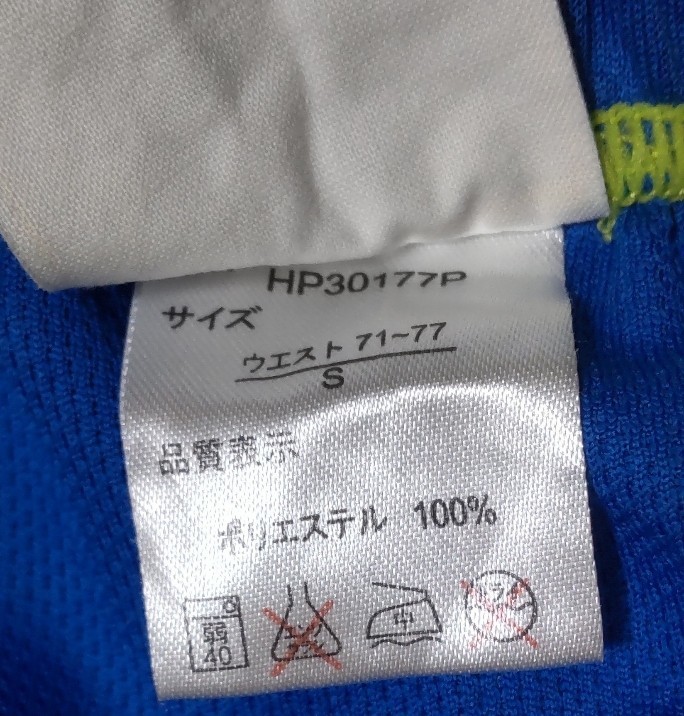 HP30177P
サイズ
ウエスト 71~77
S
品質表示
ポリエステル 100%
弱 中
40